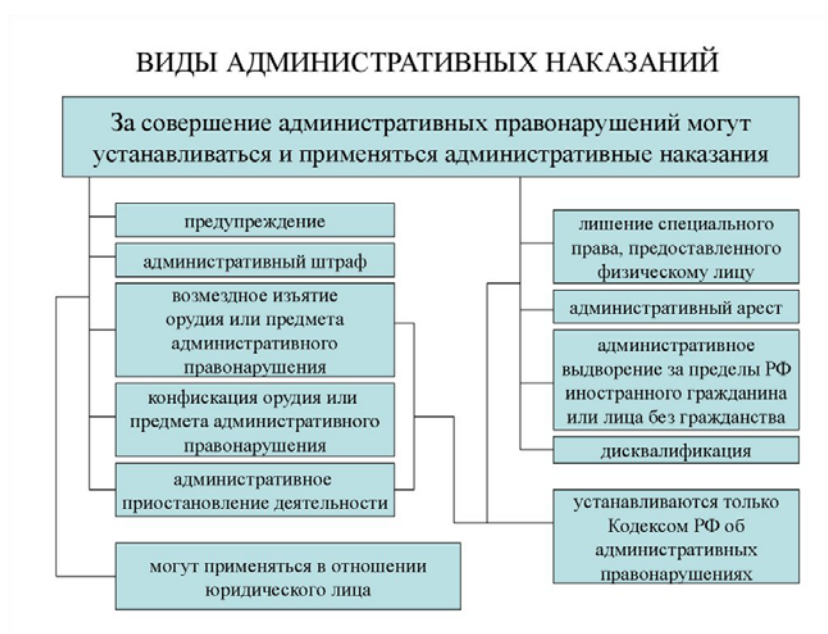 ВИДЫ АДМИНИСТРАТИВНЫХ НАКАЗАНИЙ
За совершение административных правонарушений могут
устанавливаться и применяться административные наказания
предупреждение
административный штраф
возмездное изъятие
орудия или предмета
административного
правонарушения
конфискация орудия или
предмета административного
правонарушения
административное
приостановление деятельности
могут применяться в отношении
юридического лица
лишение специального
права, предоставленного
физическому лицу
административный арест
административное
выдворение за пределы РФ
иностранного гражданина
или лица без гражданства
дисквалификация
устанавливаются только
Кодексом РФ об
административных
правонарушениях